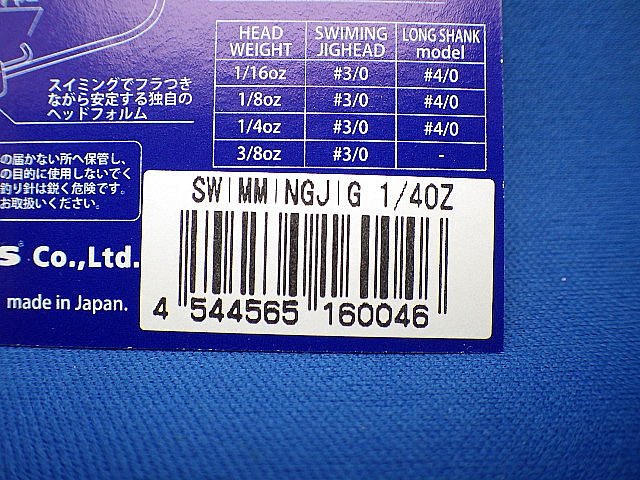 HEAD WEIGHT SWIMING JIGHEAD LONG SHANK model
1/16oz #3/0 #4/0
1/8oz #3/0 #4/0
1/4oz #3/0 #4/0
3/8oz #3/0 -
スイミングでフラつき
ながら安定する独自の
ヘッドフォルム
の届かない所へ保管し、
の目的に使用しないでく
釣り針は鋭く危険です。
お取扱いください。
S Co.,Ltd.
made in Japan.
SWIMMINGJIG 1/40Z
4 544565 160046